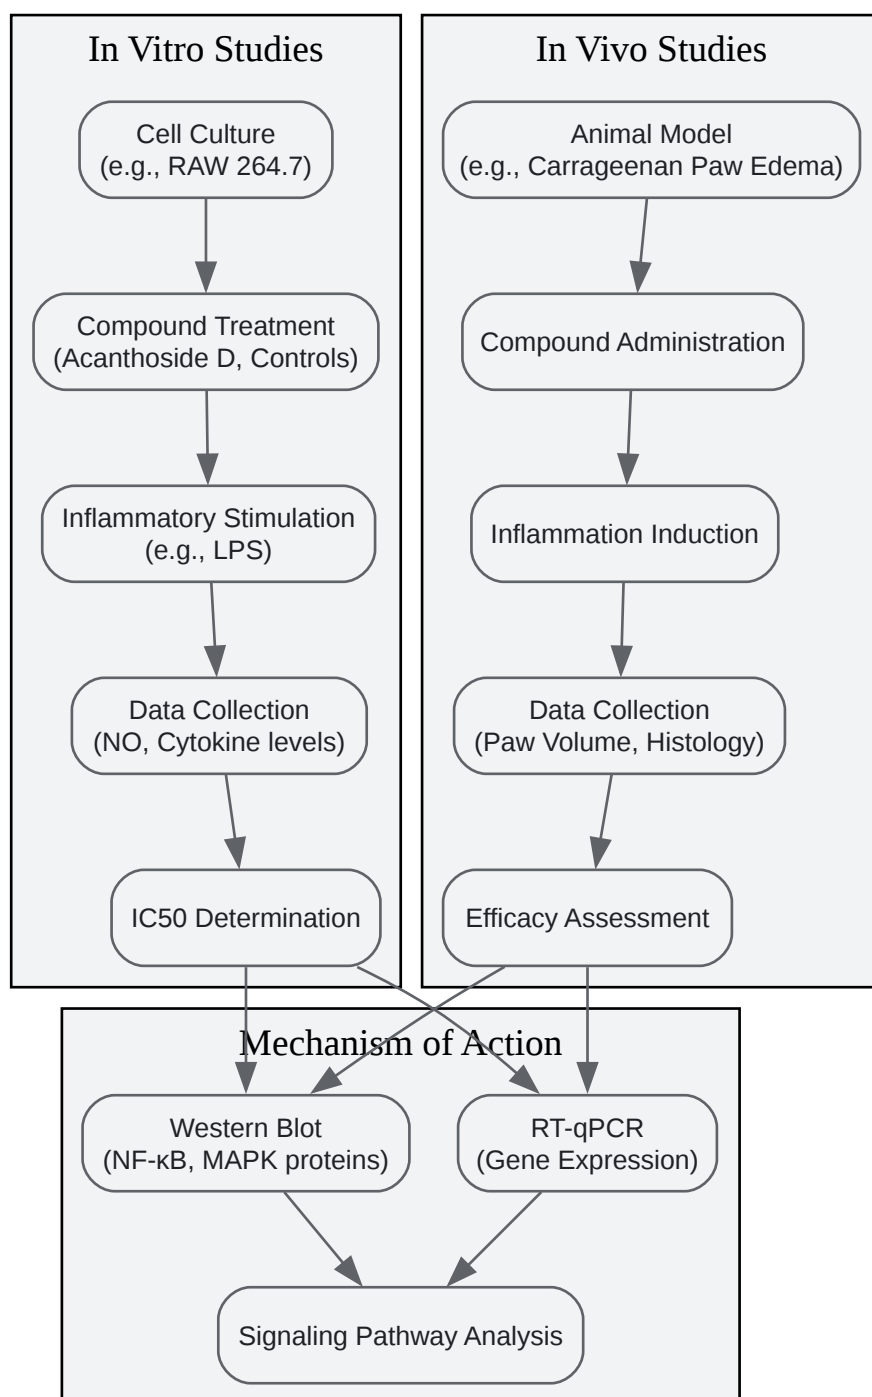 In Vitro Studies
Cell Culture
(e.g., RAW 264.7)
Compound Treatment
(Acanthoside D, Controls)
Inflammatory Stimulation
(e.g., LPS)
Data Collection
(NO, Cytokine levels)
IC50 Determination
In Vivo Studies
Animal Model
(e.g., Carrageenan Paw Edema)
Compound Administration
Inflammation Induction
Data Collection
(Paw Volume, Histology)
Efficacy Assessment
Mechanism of Action
Western Blot
(NF-κB, MAPK proteins)
RT-qPCR
(Gene Expression)
Signaling Pathway Analysis